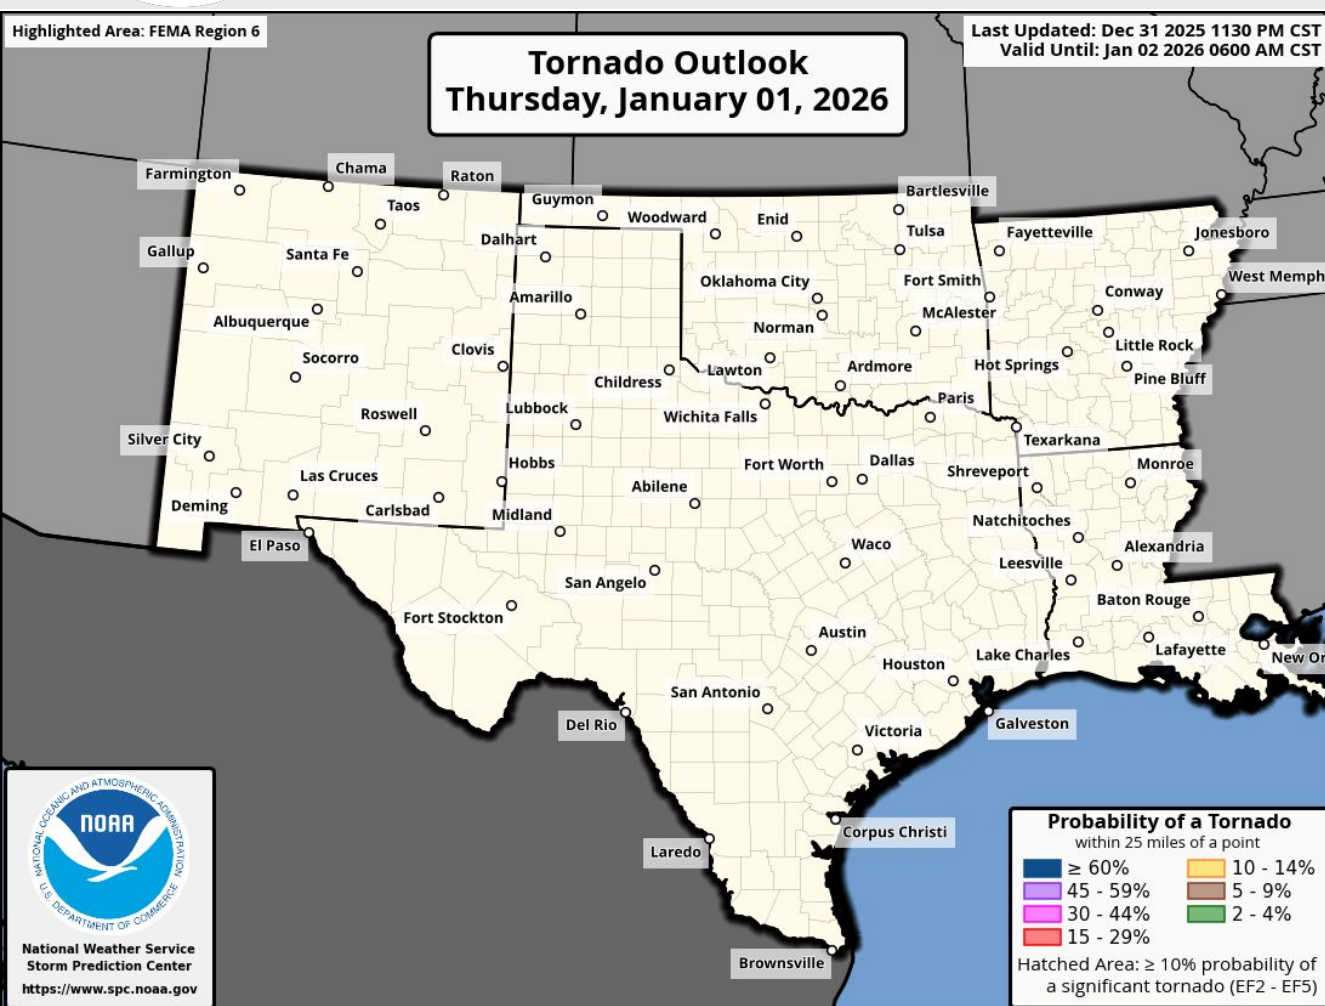 Highlighted Area: FEMA Region 6
Last Updated: Dec 31 2025 1130 PM CST
Valid Until: Jan 02 2026 0600 AM CST
Tornado Outlook
Thursday, January 01, 2026
Farmington
Chama
Raton
Taos
Guymon
Woodward
Enid
Bartlesville
Tulsa
Fayetteville
Jonesboro
Gallup
Santa Fe
Dalhart
Oklahoma City
Fort Smith
Conway
West Memph
Albuquerque
Amarillo
Norman
McAlester
Little Rock
Socorro
Clovis
Childress
Lawton
Ardmore
Hot Springs
Pine Bluff
Roswell
Lubbock
Wichita Falls
Paris
Texarkana
Silver City
Las Cruces
Hobbs
Abilene
Fort Worth
Dallas
Shreveport
Monroe
Deming
Carlsbad
Midland
Natchitoches
El Paso
San Angelo
Waco
Leesville
Alexandria
Fort Stockton
Austin
Baton Rouge
Houston
Lake Charles
Lafayette
New Or
Del Rio
San Antonio
Victoria
Galveston
Laredo
Corpus Christi
Brownsville
NATIONAL OCEANIC AND ATMOSPHERIC ADMINISTRATION
NOAA
U.S. DEPARTMENT OF COMMERCE
National Weather Service
Storm Prediction Center
https://www.spc.noaa.gov
Probability of a Tornado
within 25 miles of a point
≥ 60%
45 - 59%
30 - 44%
15 - 29%
10 - 14%
5 - 9%
2 - 4%
Hatched Area: ≥ 10% probability of
a significant tornado (EF2 - EF5)